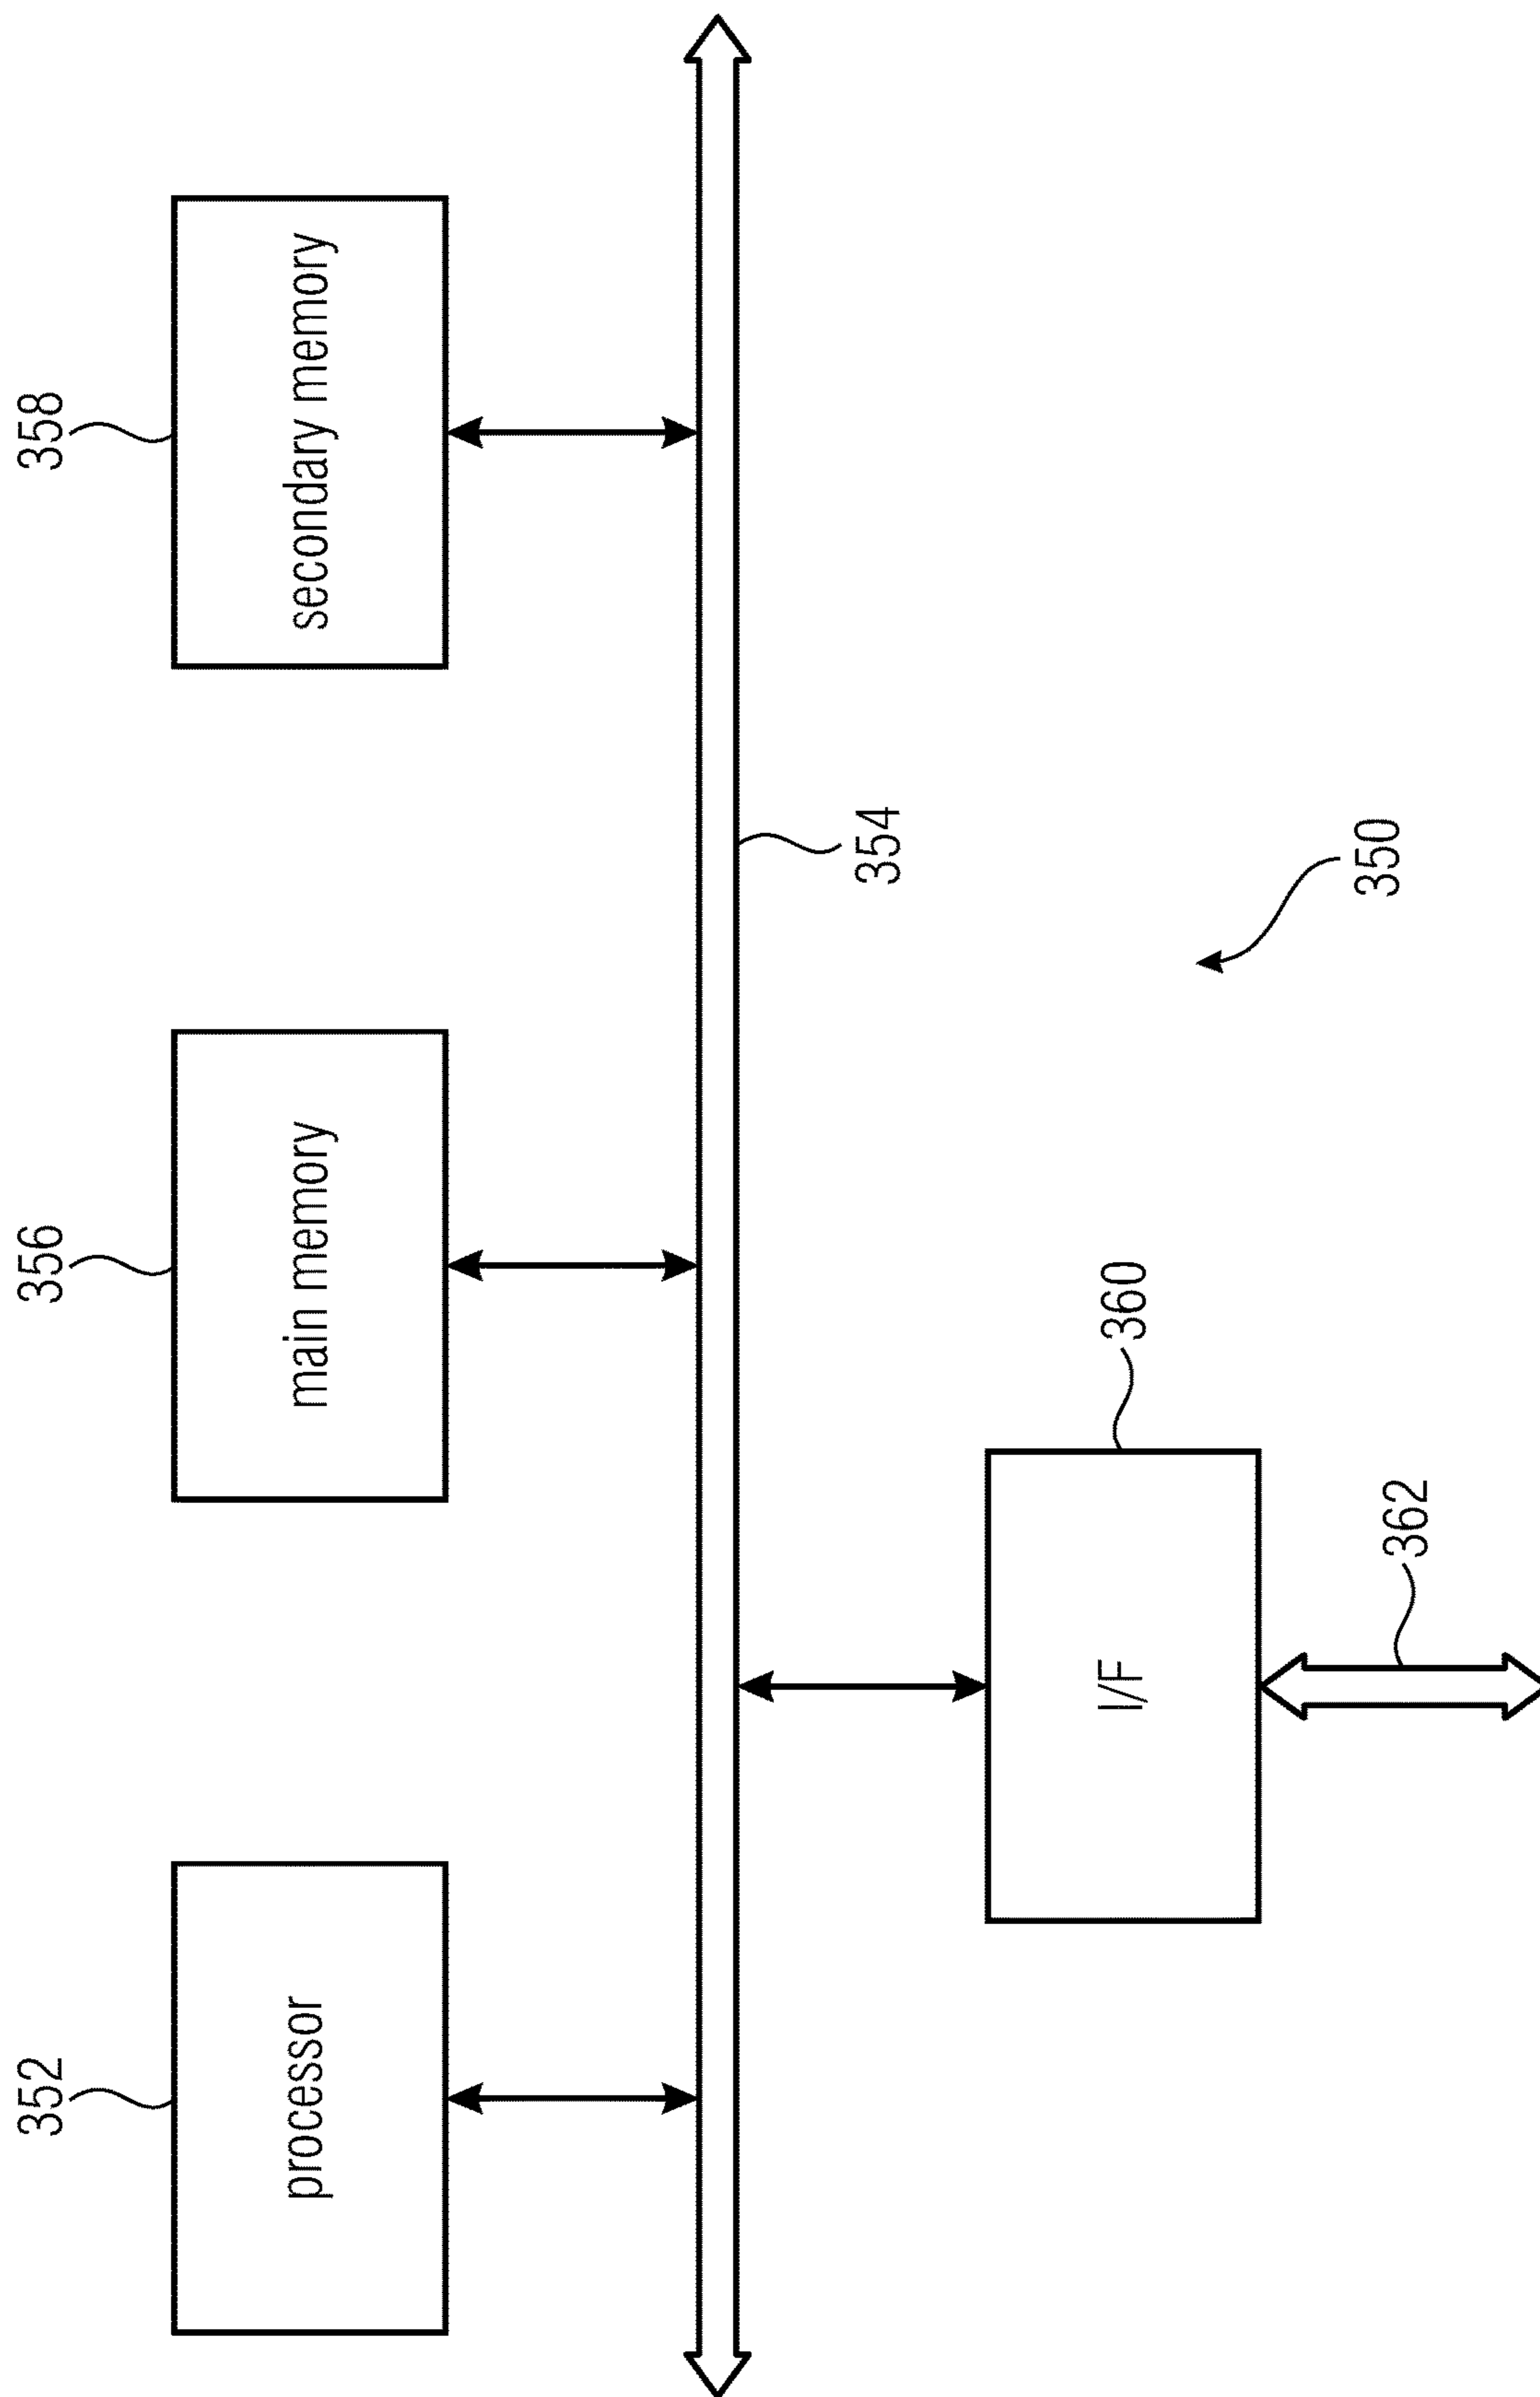 352
356
358
processor
main memory
secondary memory
354
360
I/F
350
362